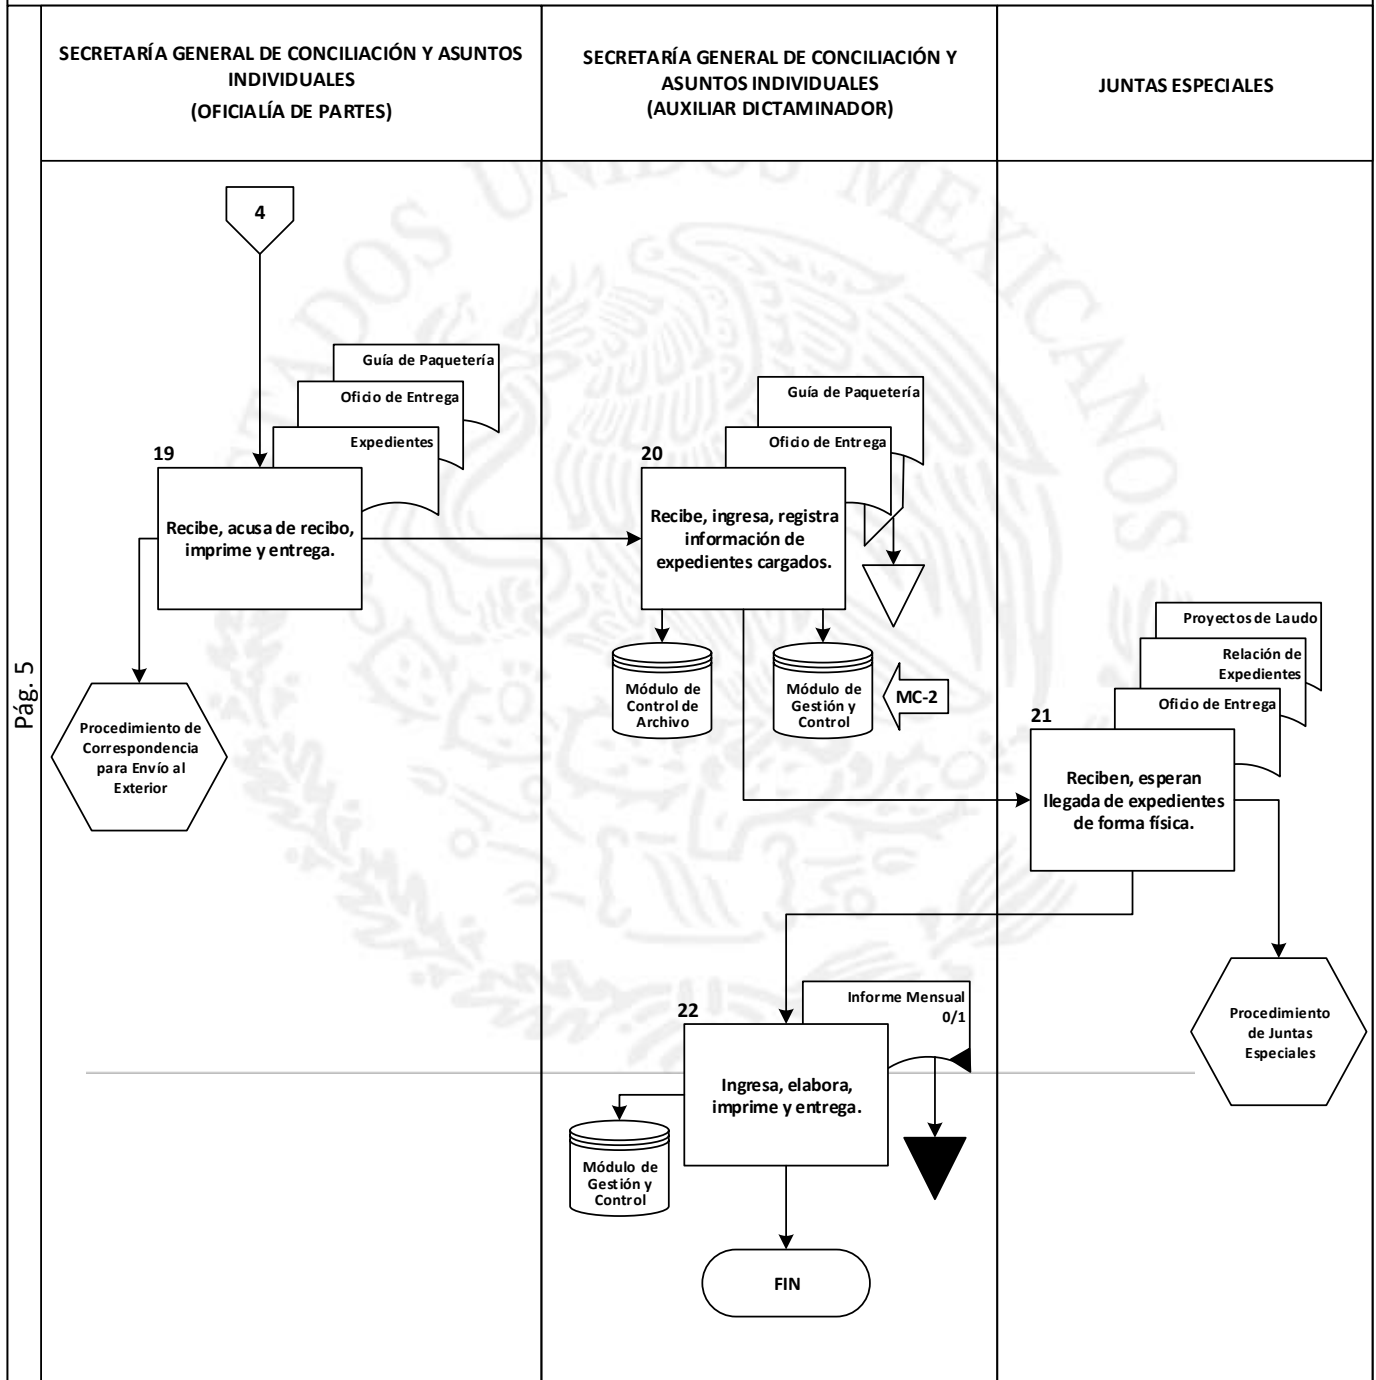 SECRETARÍA GENERAL DE CONCILIACIÓN Y ASUNTOS
INDIVIDUALES
(OFICIALÍA DE PARTES)
SECRETARÍA GENERAL DE CONCILIACIÓN Y
ASUNTOS INDIVIDUALES
(AUXILIAR DICTAMINADOR)
JUNTAS ESPECIALES
Pág. 5
ESTADOS UNIDOS MEXICANOS
4
Guía de Paquetería
Oficio de Entrega
Expedientes
19
Recibe, acusa de recibo,
imprime y entrega.
Procedimiento de
Correspondencia
para Envío al
Exterior
Guía de Paquetería
Oficio de Entrega
20
Recibe, ingresa, registra
información de
expedientes cargados.
Módulo de
Control de
Archivo
Módulo de
Gestión y
Control
MC-2
Proyectos de Laudo
Relación de
Expedientes
Oficio de Entrega
21
Reciben, esperan
llegada de expedientes
de forma física.
Procedimiento
de Juntas
Especiales
Informe Mensual
0/1
22
Ingresa, elabora,
imprime y entrega.
Módulo de
Gestión y
Control
FIN